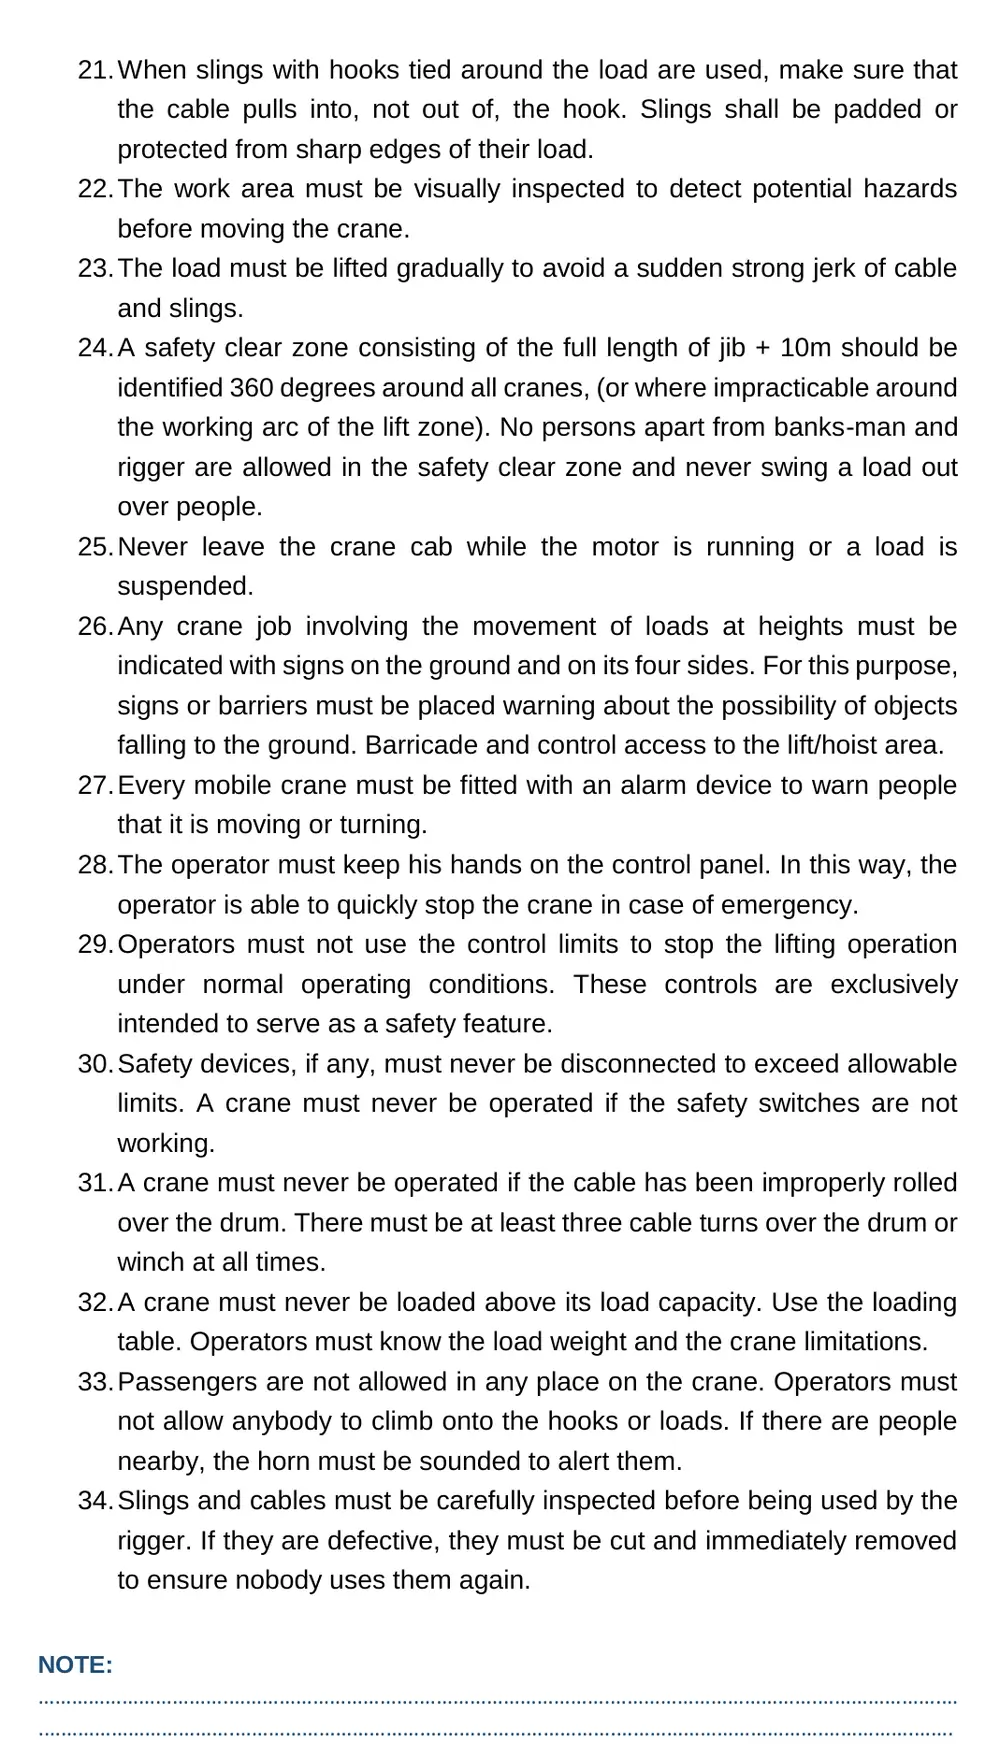 21. When slings with hooks tied around the load are used, make sure that
the cable pulls into, not out of, the hook. Slings shall be padded or
protected from sharp edges of their load.
22. The work area must be visually inspected to detect potential hazards
before moving the crane.
23. The load must be lifted gradually to avoid a sudden strong jerk of cable
and slings.
24. A safety clear zone consisting of the full length of jib + 10m should be
identified 360 degrees around all cranes, (or where impracticable around
the working arc of the lift zone). No persons apart from banks-man and
rigger are allowed in the safety clear zone and never swing a load out
over people.
25. Never leave the crane cab while the motor is running or a load is
suspended.
26. Any crane job involving the movement of loads at heights must be
indicated with signs on the ground and on its four sides. For this purpose,
signs or barriers must be placed warning about the possibility of objects
falling to the ground. Barricade and control access to the lift/hoist area.
27. Every mobile crane must be fitted with an alarm device to warn people
that it is moving or turning.
28. The operator must keep his hands on the control panel. In this way, the
operator is able to quickly stop the crane in case of emergency.
29. Operators must not use the control limits to stop the lifting operation
under normal operating conditions. These controls are exclusively
intended to serve as a safety feature.
30. Safety devices, if any, must never be disconnected to exceed allowable
limits. A crane must never be operated if the safety switches are not
working.
31. A crane must never be operated if the cable has been improperly rolled
over the drum. There must be at least three cable turns over the drum or
winch at all times.
32. A crane must never be loaded above its load capacity. Use the loading
table. Operators must know the load weight and the crane limitations.
33. Passengers are not allowed in any place on the crane. Operators must
not allow anybody to climb onto the hooks or loads. If there are people
nearby, the horn must be sounded to alert them.
34. Slings and cables must be carefully inspected before being used by the
rigger. If they are defective, they must be cut and immediately removed
to ensure nobody uses them again.
NOTE: